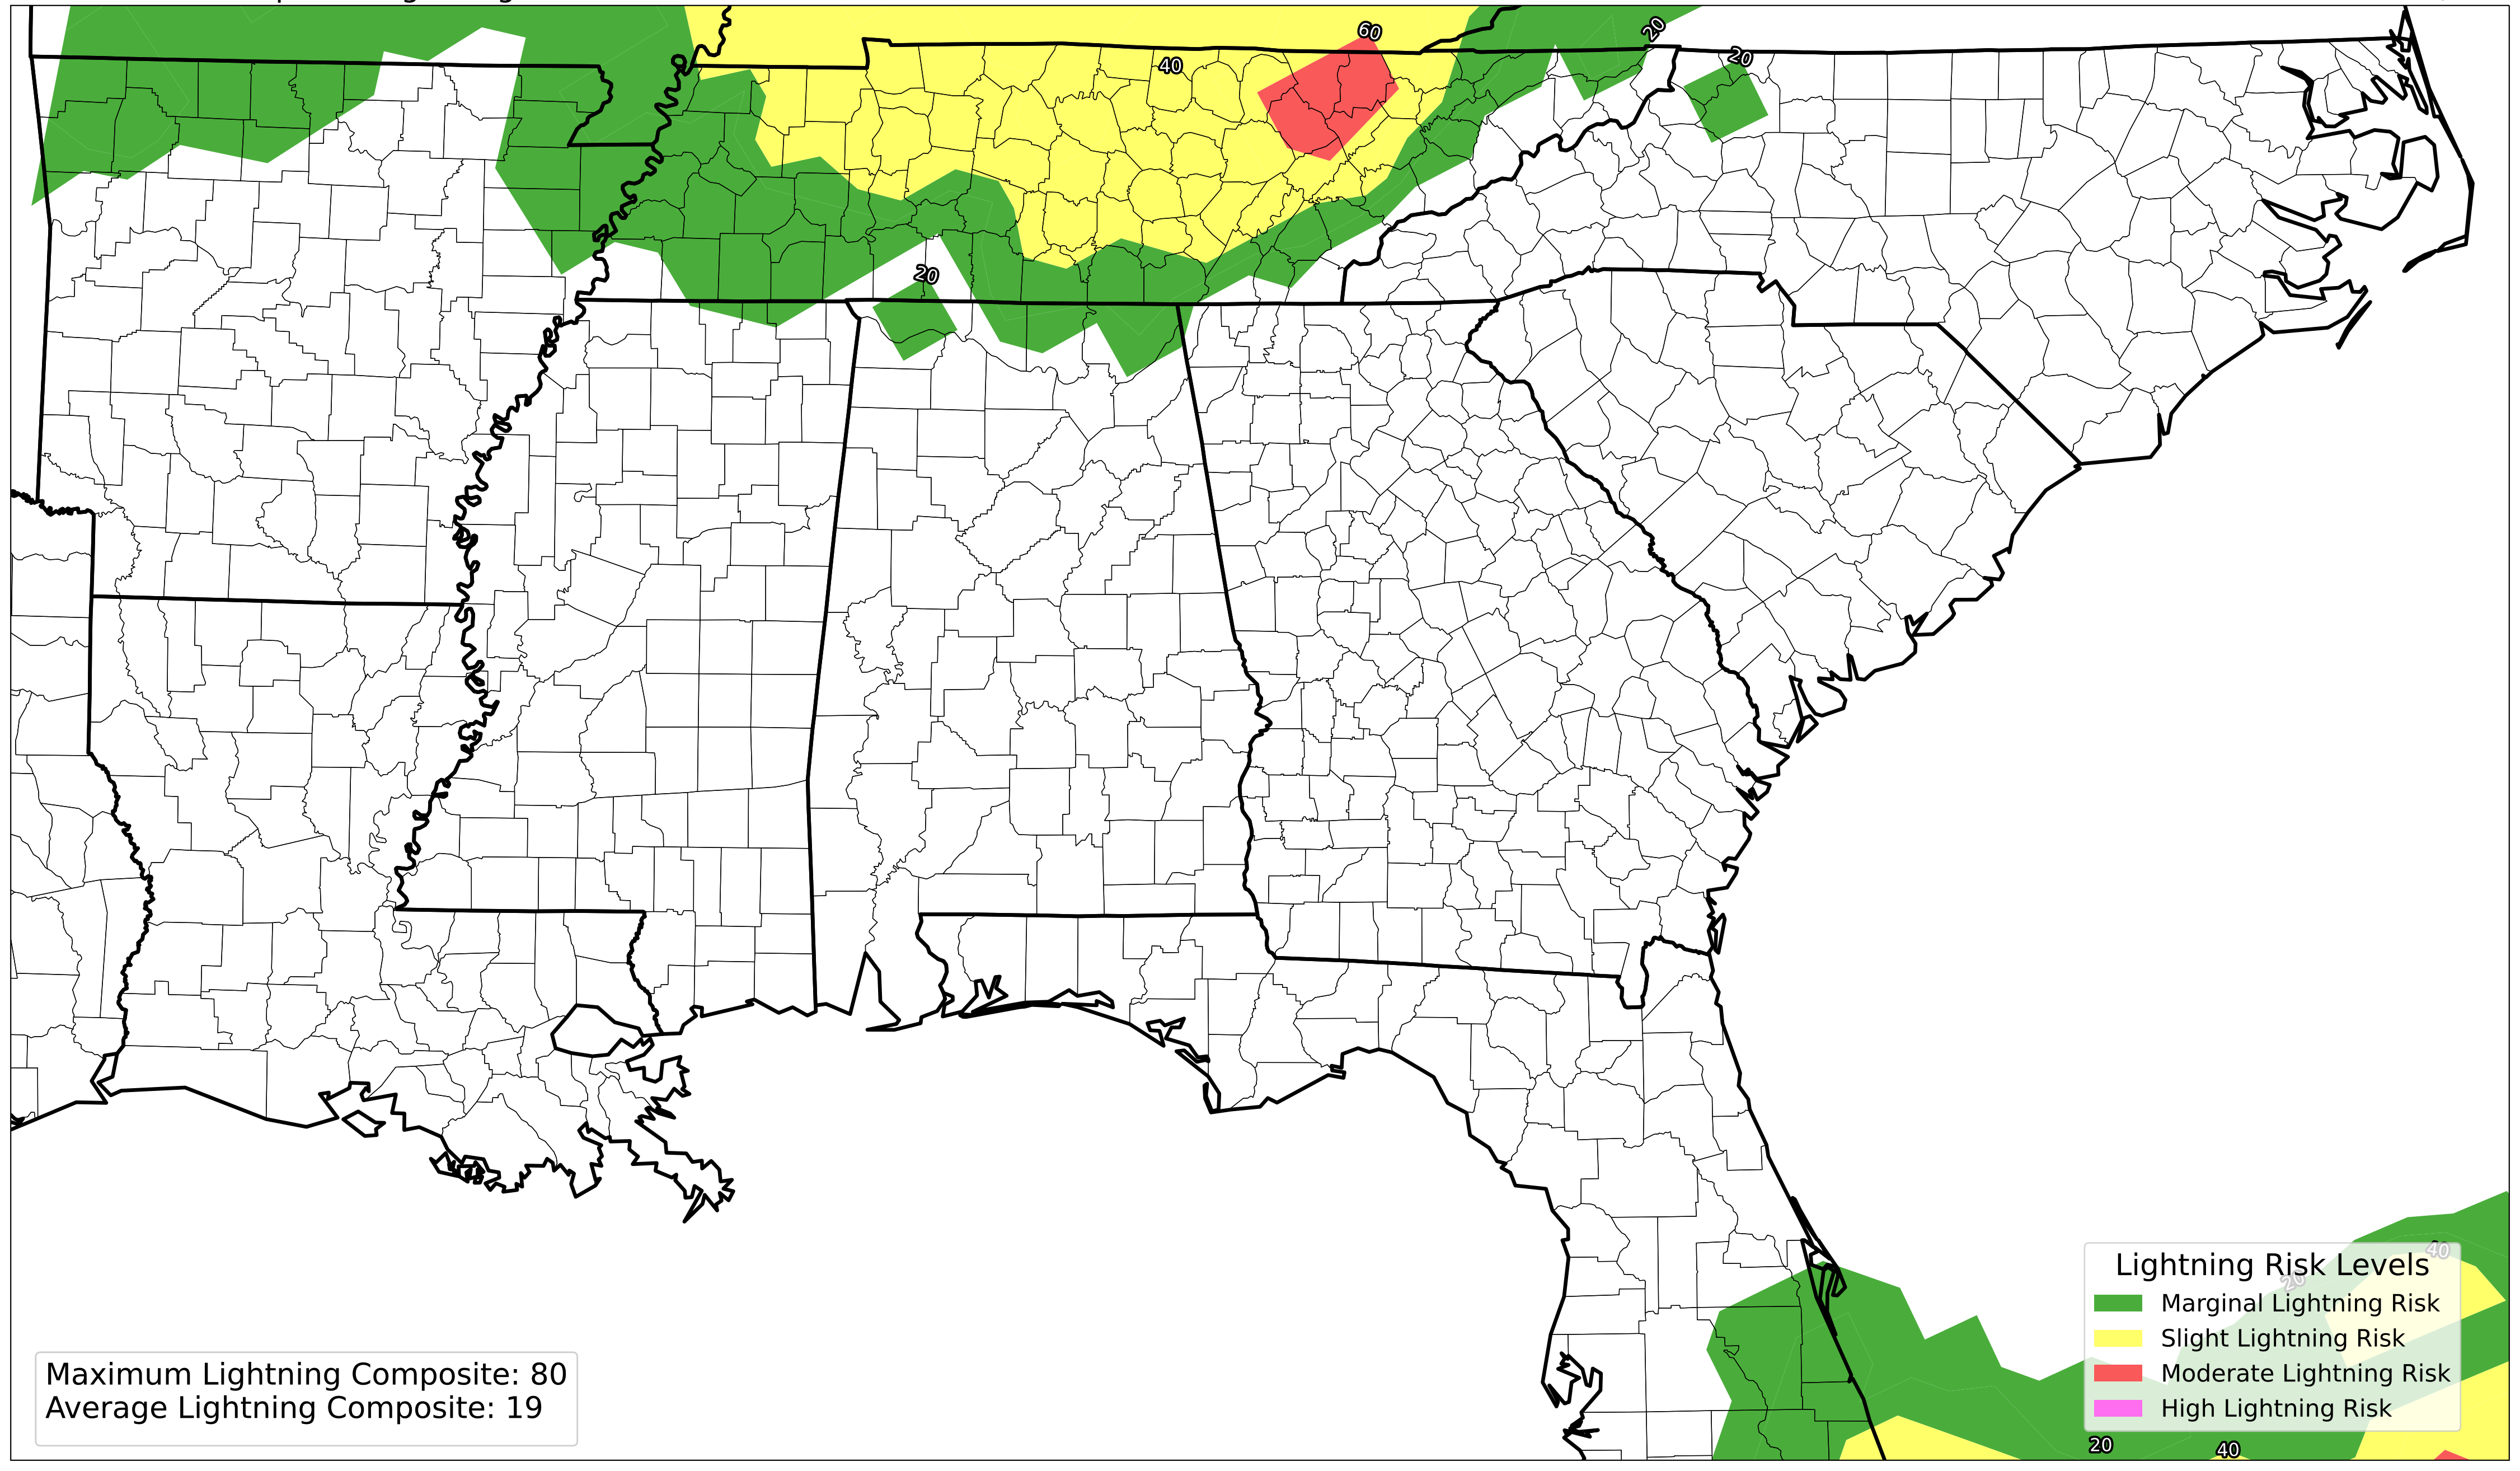 60
20
20
40
20
40
20
Lightning Risk Levels
Marginal Lightning Risk
Slight Lightning Risk
Moderate Lightning Risk
High Lightning Risk
Maximum Lightning Composite: 80
Average Lightning Composite: 19
20
40